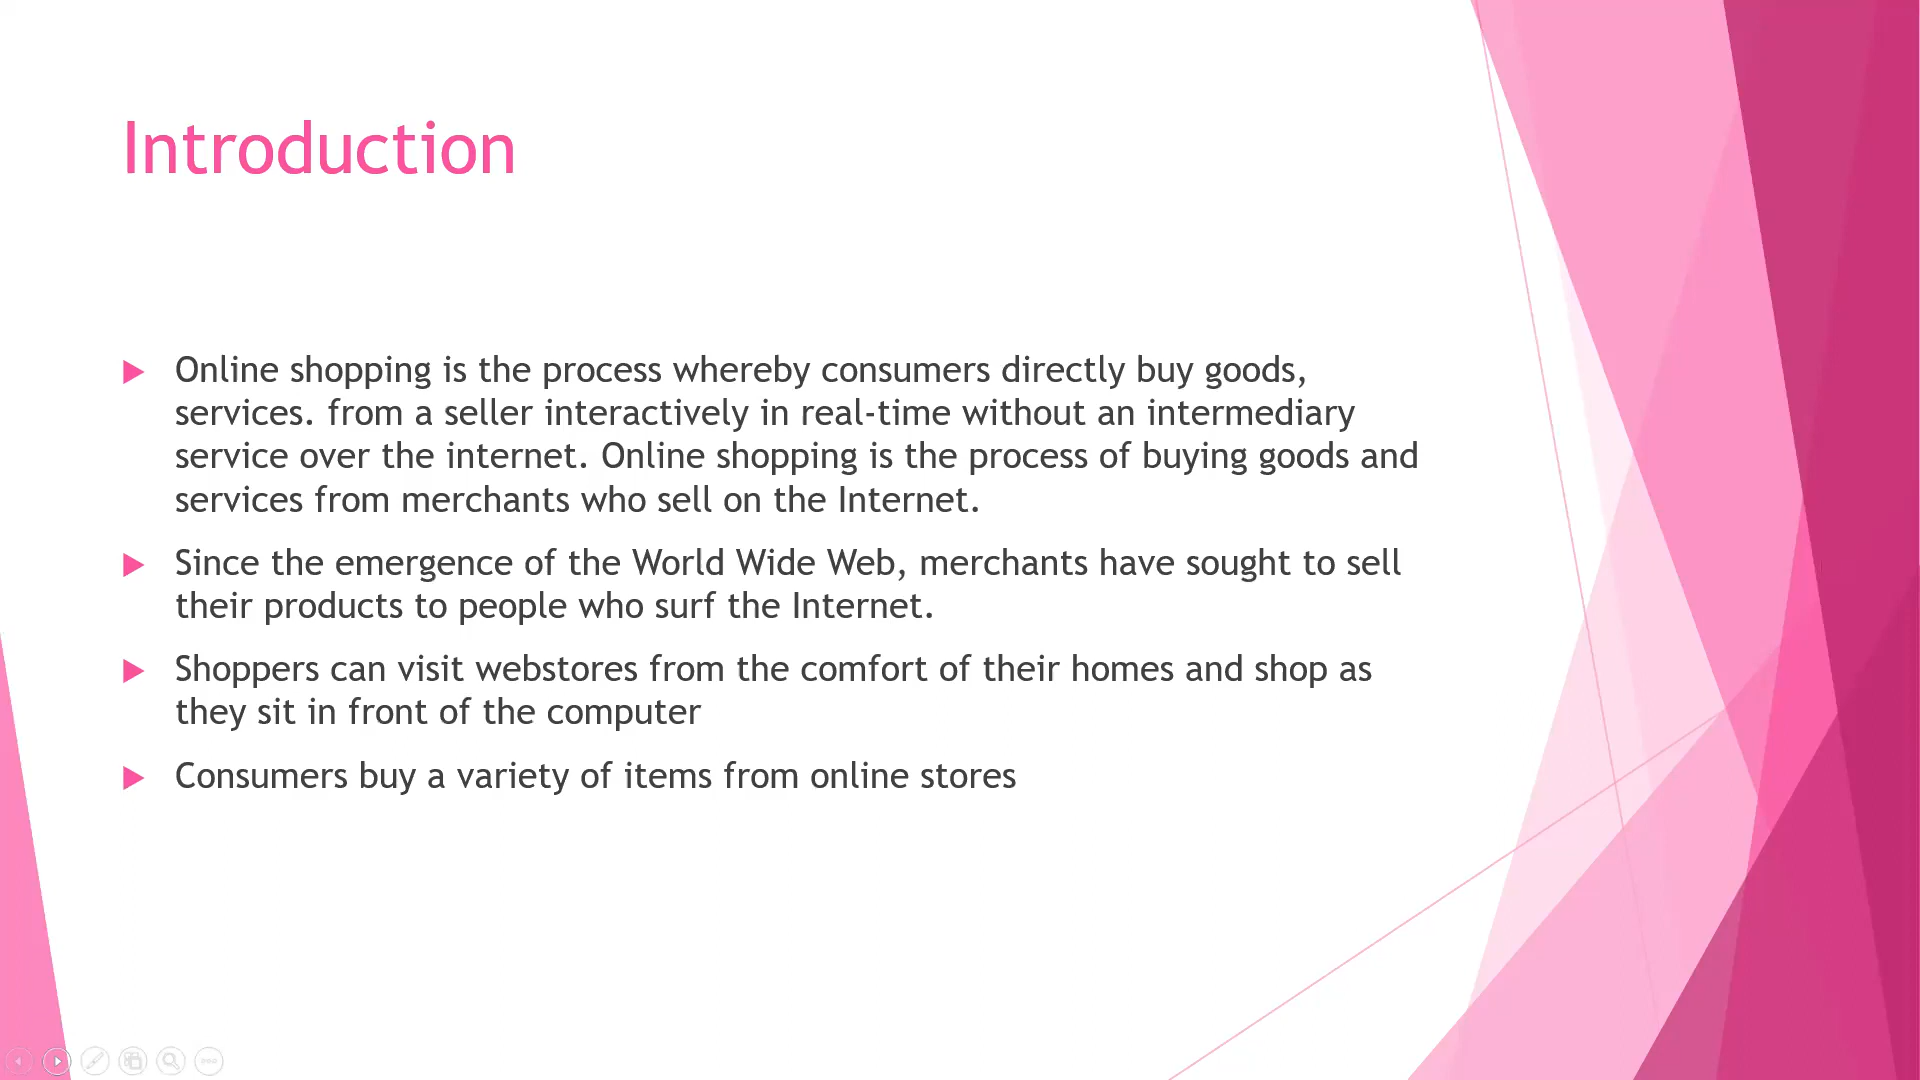 Introduction
Online shopping is the process whereby consumers directly buy goods,
services. from a seller interactively in real-time without an intermediary
service over the internet. Online shopping is the process of buying goods and
services from merchants who sell on the Internet.
Since the emergence of the World Wide Web, merchants have sought to sell
their products to people who surf the Internet.
Shoppers can visit webstores from the comfort of their homes and shop as
they sit in front of the computer
Consumers buy a variety of items from online stores